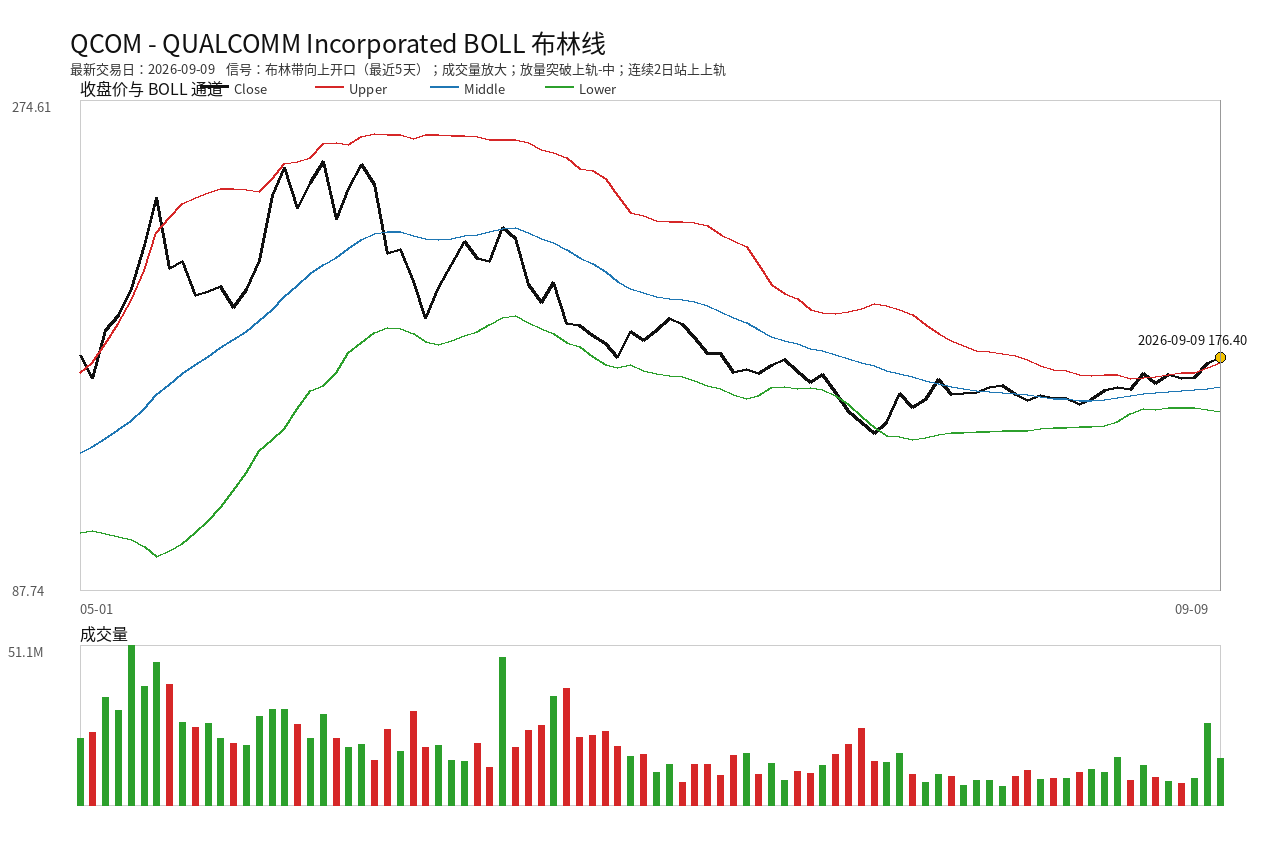 QCOM - QUALCOMM Incorporated BOLL 布林线
最新交易日：2026-09-09 信号：布林带向上开口（最近5天）；成交量放大；放量突破上轨-中；连续2日站上上轨
收盘价与 BOLL 通道 Close Upper Middle Lower
274.61
2026-09-09 176.40
87.74
05-01 09-09
成交量
51.1M